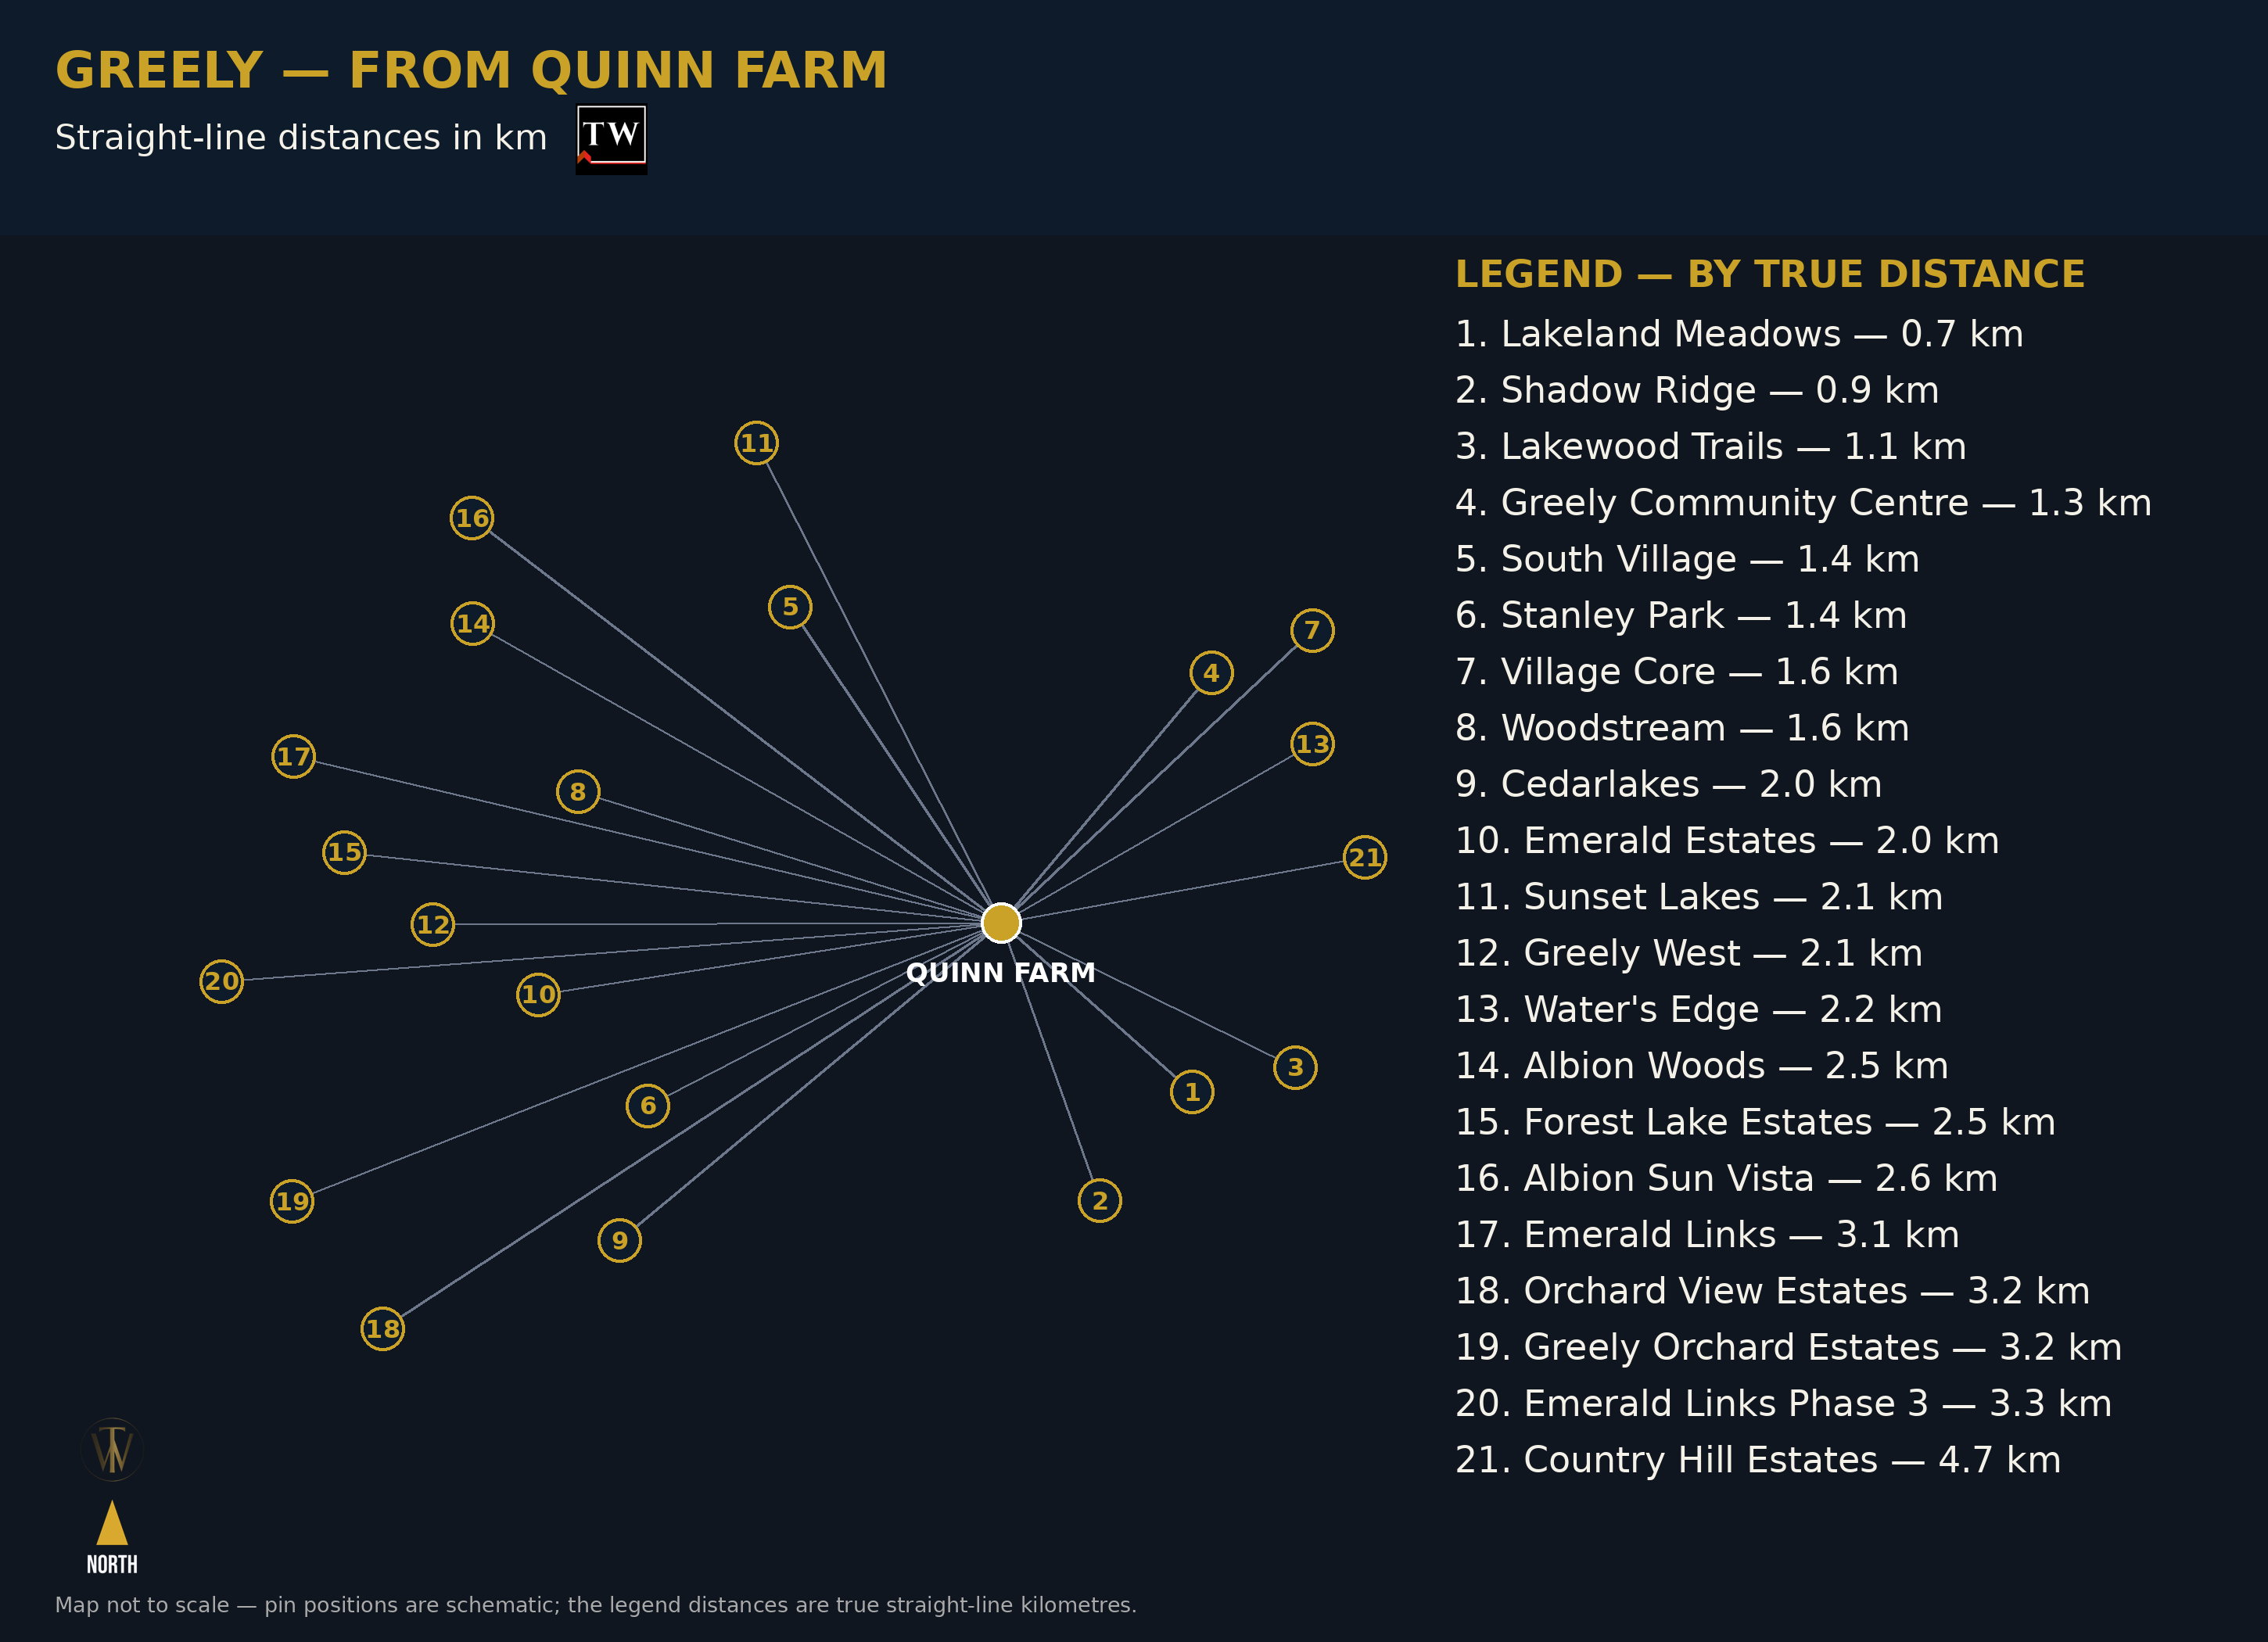 GREELY — FROM QUINN FARM
Straight-line distances in km
TW
LEGEND — BY TRUE DISTANCE
1. Lakeland Meadows — 0.7 km
2. Shadow Ridge — 0.9 km
3. Lakewood Trails — 1.1 km
4. Greely Community Centre — 1.3 km
5. South Village — 1.4 km
6. Stanley Park — 1.4 km
7. Village Core — 1.6 km
8. Woodstream — 1.6 km
9. Cedarlakes — 2.0 km
10. Emerald Estates — 2.0 km
11. Sunset Lakes — 2.1 km
12. Greely West — 2.1 km
13. Water's Edge — 2.2 km
14. Albion Woods — 2.5 km
15. Forest Lake Estates — 2.5 km
16. Albion Sun Vista — 2.6 km
17. Emerald Links — 3.1 km
18. Orchard View Estates — 3.2 km
19. Greely Orchard Estates — 3.2 km
20. Emerald Links Phase 3 — 3.3 km
21. Country Hill Estates — 4.7 km
11
16
5
14
7
4
13
17
8
15
21
12
QUINN FARM
20
10
3
1
6
2
19
9
18
TW
NORTH
Map not to scale — pin positions are schematic; the legend distances are true straight-line kilometres.